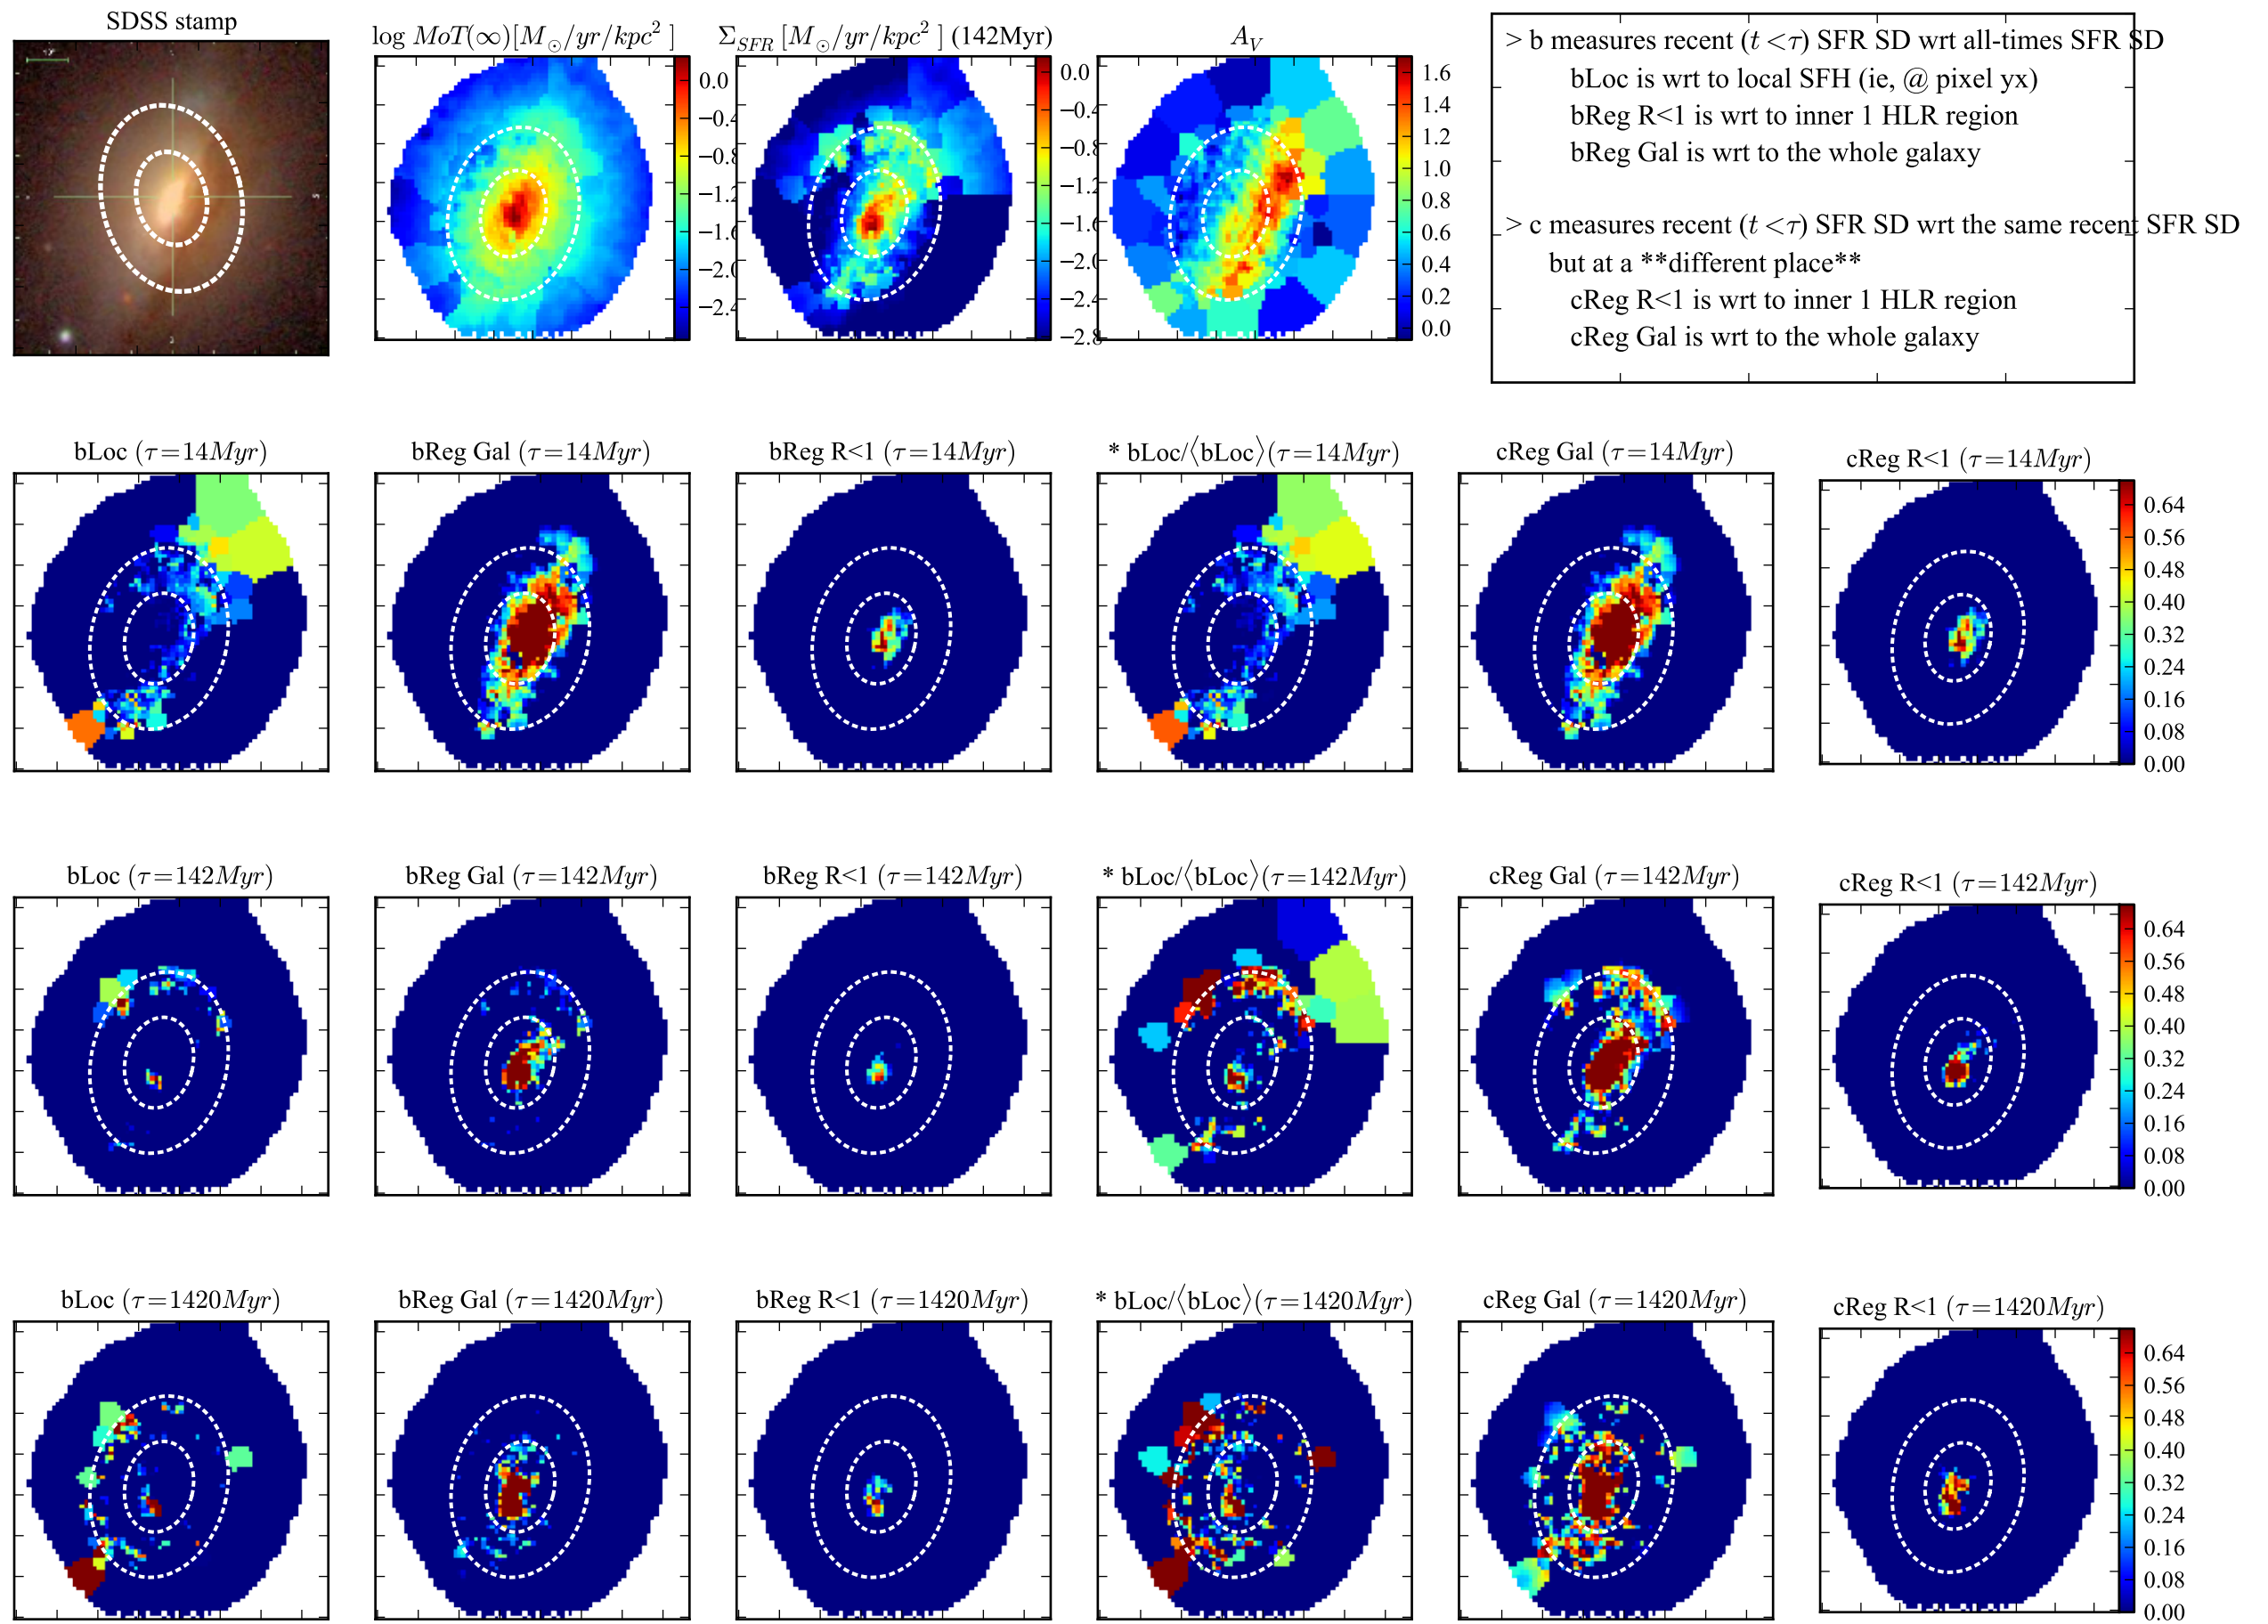 SDSS stamp
log MoT(∞)[M⊙/yr/kpc² ]
Σ_SFR [M⊙/yr/kpc² ] (142Myr)
A_V
0.0
−0.4
−0.8
−1.2
−1.6
−2.0
−2.4
0.0
−0.4
−0.8
−1.2
−1.6
−2.0
−2.4
−2.8
1.6
1.4
1.2
1.0
0.8
0.6
0.4
0.2
0.0
> b measures recent (t <τ) SFR SD wrt all-times SFR SD
bLoc is wrt to local SFH (ie, @ pixel yx)
bReg R<1 is wrt to inner 1 HLR region
bReg Gal is wrt to the whole galaxy
> c measures recent (t <τ) SFR SD wrt the same recent SFR SD
but at a **different place**
cReg R<1 is wrt to inner 1 HLR region
cReg Gal is wrt to the whole galaxy
bLoc (τ=14Myr)
bReg Gal (τ=14Myr)
bReg R<1 (τ=14Myr)
* bLoc/⟨bLoc⟩(τ=14Myr)
cReg Gal (τ=14Myr)
cReg R<1 (τ=14Myr)
0.64
0.56
0.48
0.40
0.32
0.24
0.16
0.08
0.00
bLoc (τ=142Myr)
bReg Gal (τ=142Myr)
bReg R<1 (τ=142Myr)
* bLoc/⟨bLoc⟩(τ=142Myr)
cReg Gal (τ=142Myr)
cReg R<1 (τ=142Myr)
0.64
0.56
0.48
0.40
0.32
0.24
0.16
0.08
0.00
bLoc (τ=1420Myr)
bReg Gal (τ=1420Myr)
bReg R<1 (τ=1420Myr)
* bLoc/⟨bLoc⟩(τ=1420Myr)
cReg Gal (τ=1420Myr)
cReg R<1 (τ=1420Myr)
0.64
0.56
0.48
0.40
0.32
0.24
0.16
0.08
0.00